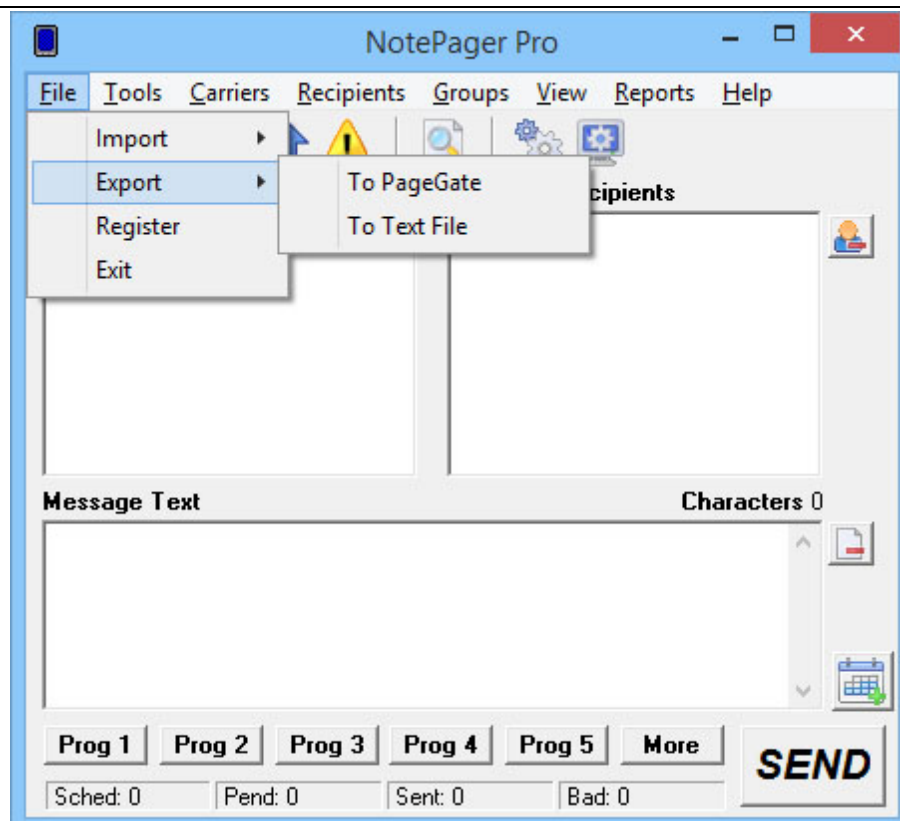 NotePager Pro
File Tools Carriers Recipients Groups View Reports Help
Import
Export
To PageGate
Register
To Text File
Exit
cipients
Message Text Characters 0
Prog 1 Prog 2 Prog 3 Prog 4 Prog 5 More
SEND
Sched: 0 Pend: 0 Sent: 0 Bad: 0